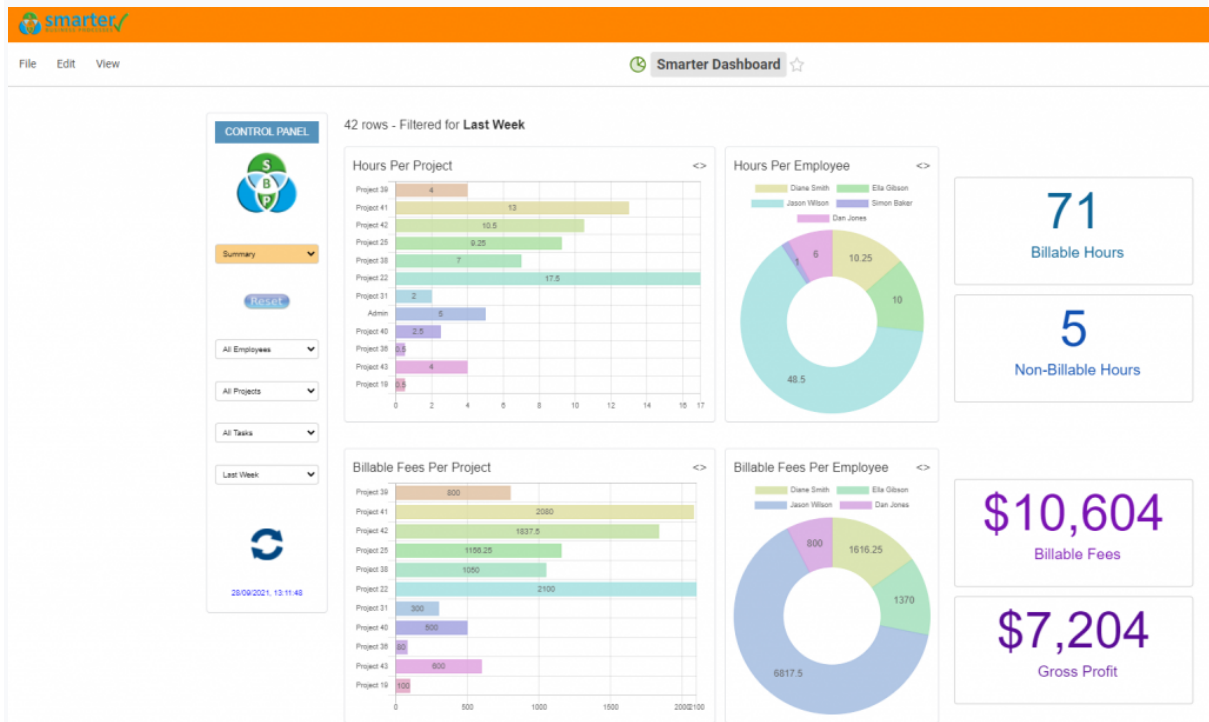 smarter
BUSINESS PROCESSES
File Edit View
Smarter Dashboard
CONTROL PANEL
S
B
P
Summary
Reset
All Employees
All Projects
All Tasks
Last Week
28/09/2021, 13:11:48
42 rows - Filtered for Last Week
Hours Per Project <>
Project 39 4
Project 41 13
Project 42 10.5
Project 25 9.25
Project 38 7
Project 22 17.5
Project 31 2
Admin 5
Project 40 2.5
Project 36 0.5
Project 43 4
Project 19 0.5
0 2 4 6 8 10 12 14 16 17
Hours Per Employee <>
Diane Smith Ella Gibson
Jason Wilson Simon Baker
Dan Jones
1 6 10.25
10
48.5
71
Billable Hours
5
Non-Billable Hours
Billable Fees Per Project <>
Project 39 800
Project 41 2080
Project 42 1837.5
Project 25 1156.25
Project 38 1050
Project 22 2100
Project 31 300
Project 40 500
Project 36 80
Project 43 600
Project 19 100
0 500 1000 1500 2000 2100
Billable Fees Per Employee <>
Diane Smith Ella Gibson
Jason Wilson Dan Jones
800 1616.25
1370
6817.5
$10,604
Billable Fees
$7,204
Gross Profit